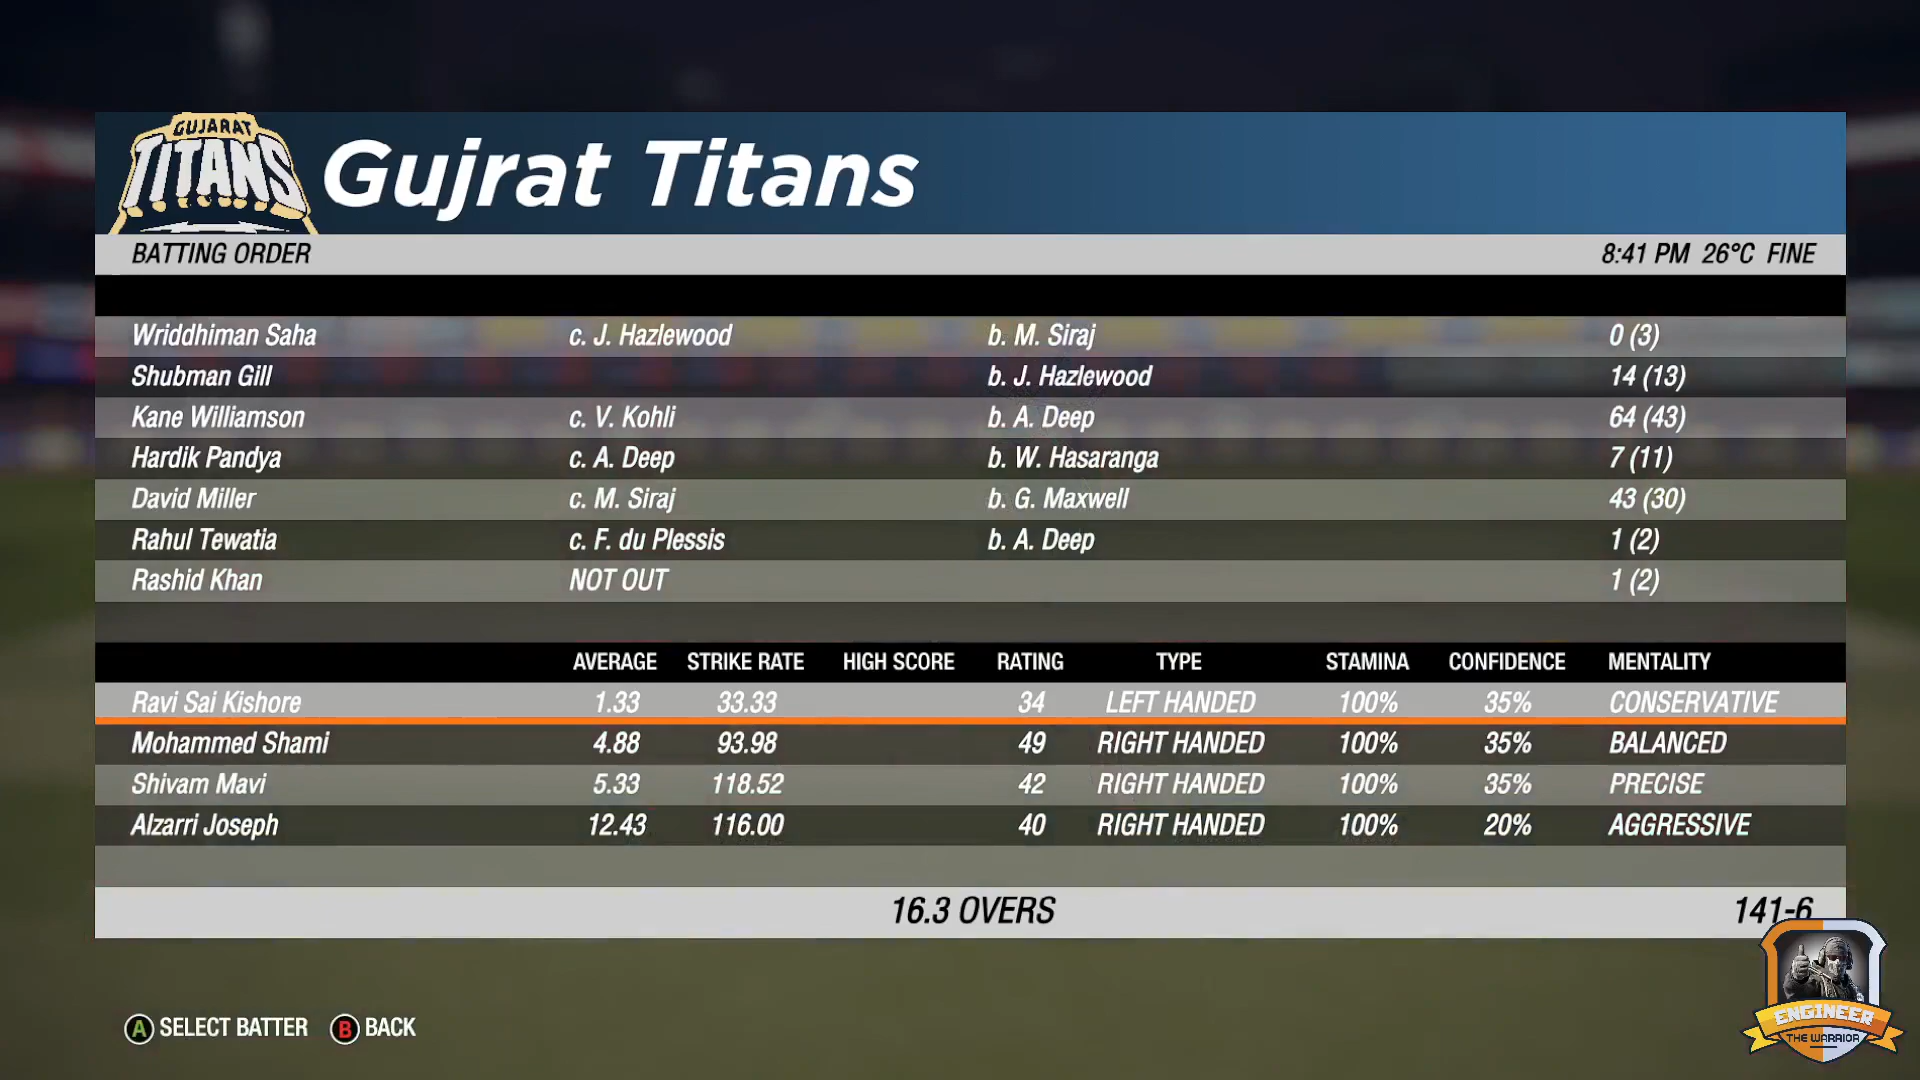 GUJARAT
TITANS
Gujrat Titans
BATTING ORDER 8:41 PM 26°C FINE
Wriddhiman Saha c. J. Hazlewood b. M. Siraj 0 (3)
Shubman Gill b. J. Hazlewood 14 (13)
Kane Williamson c. V. Kohli b. A. Deep 64 (43)
Hardik Pandya c. A. Deep b. W. Hasaranga 7 (11)
David Miller c. M. Siraj b. G. Maxwell 43 (30)
Rahul Tewatia c. F. du Plessis b. A. Deep 1 (2)
Rashid Khan NOT OUT 1 (2)
AVERAGE STRIKE RATE HIGH SCORE RATING TYPE STAMINA CONFIDENCE MENTALITY
Ravi Sai Kishore 1.33 33.33 34 LEFT HANDED 100% 35% CONSERVATIVE
Mohammed Shami 4.88 93.98 49 RIGHT HANDED 100% 35% BALANCED
Shivam Mavi 5.33 118.52 42 RIGHT HANDED 100% 35% PRECISE
Alzarri Joseph 12.43 116.00 40 RIGHT HANDED 100% 20% AGGRESSIVE
16.3 OVERS 141-6
A SELECT BATTER B BACK
ENGINEER
THE WARRIOR